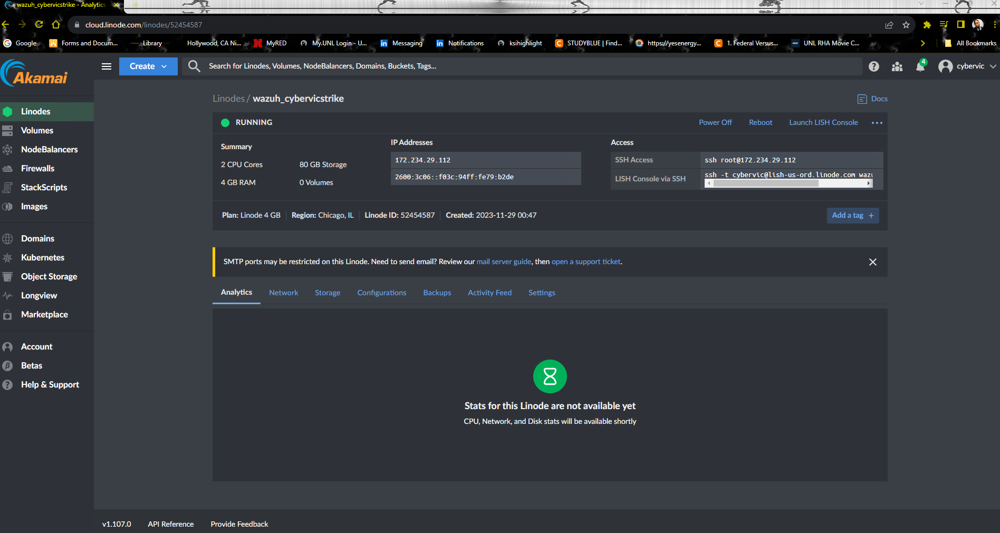 wazuh_cybervicstrike - Analytics
cloud.linode.com/linodes/52454587
Google Forms and Docum... Library Hollywood, CA Ni... MyRED My.UNL Login - U... Messaging Notifications ksihighlight STUDYBLUE | Find... https://yesenergy... 1. Federal Versus... UNL RHA Movie C... All Bookmarks
Akamai
Create
Search for Linodes, Volumes, NodeBalancers, Domains, Buckets, Tags...
4
cybervic
Linodes
Volumes
NodeBalancers
Firewalls
StackScripts
Images
Domains
Kubernetes
Object Storage
Longview
Marketplace
Account
Betas
Help & Support
Linodes / wazuh_cybervicstrike
Docs
RUNNING
Power Off Reboot Launch LISH Console
Summary
2 CPU Cores 80 GB Storage
4 GB RAM 0 Volumes
IP Addresses
172.234.29.112
2600:3c06::f03c:94ff:fe79:b2de
Access
SSH Access ssh root@172.234.29.112
LISH Console via SSH ssh -t cybervic@lish-us-ord.linode.com wazu
Plan: Linode 4 GB Region: Chicago, IL Linode ID: 52454587 Created: 2023-11-29 00:47
Add a tag +
SMTP ports may be restricted on this Linode. Need to send email? Review our mail server guide, then open a support ticket.
Analytics Network Storage Configurations Backups Activity Feed Settings
Stats for this Linode are not available yet
CPU, Network, and Disk stats will be available shortly
v1.107.0 API Reference Provide Feedback